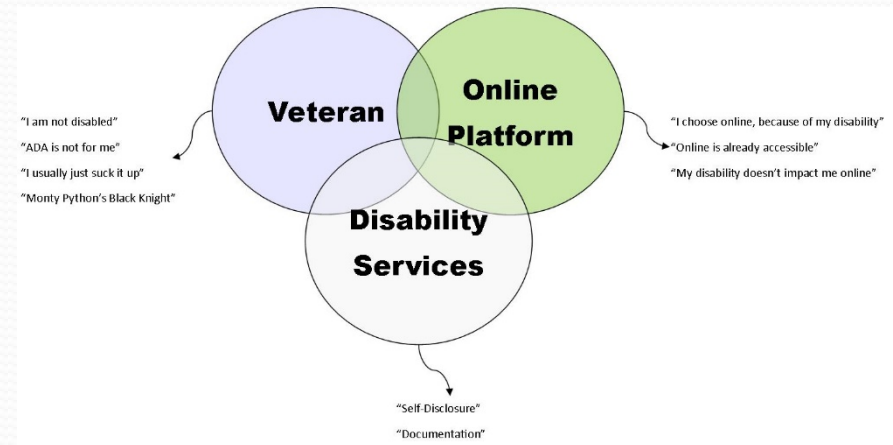 Veteran
Online
Platform
Disability
Services
“I am not disabled”
“ADA is not for me”
“I usually just suck it up”
“Monty Python’s Black Knight”
“I choose online, because of my disability”
“Online is already accessible”
“My disability doesn’t impact me online”
“Self-Disclosure”
“Documentation”